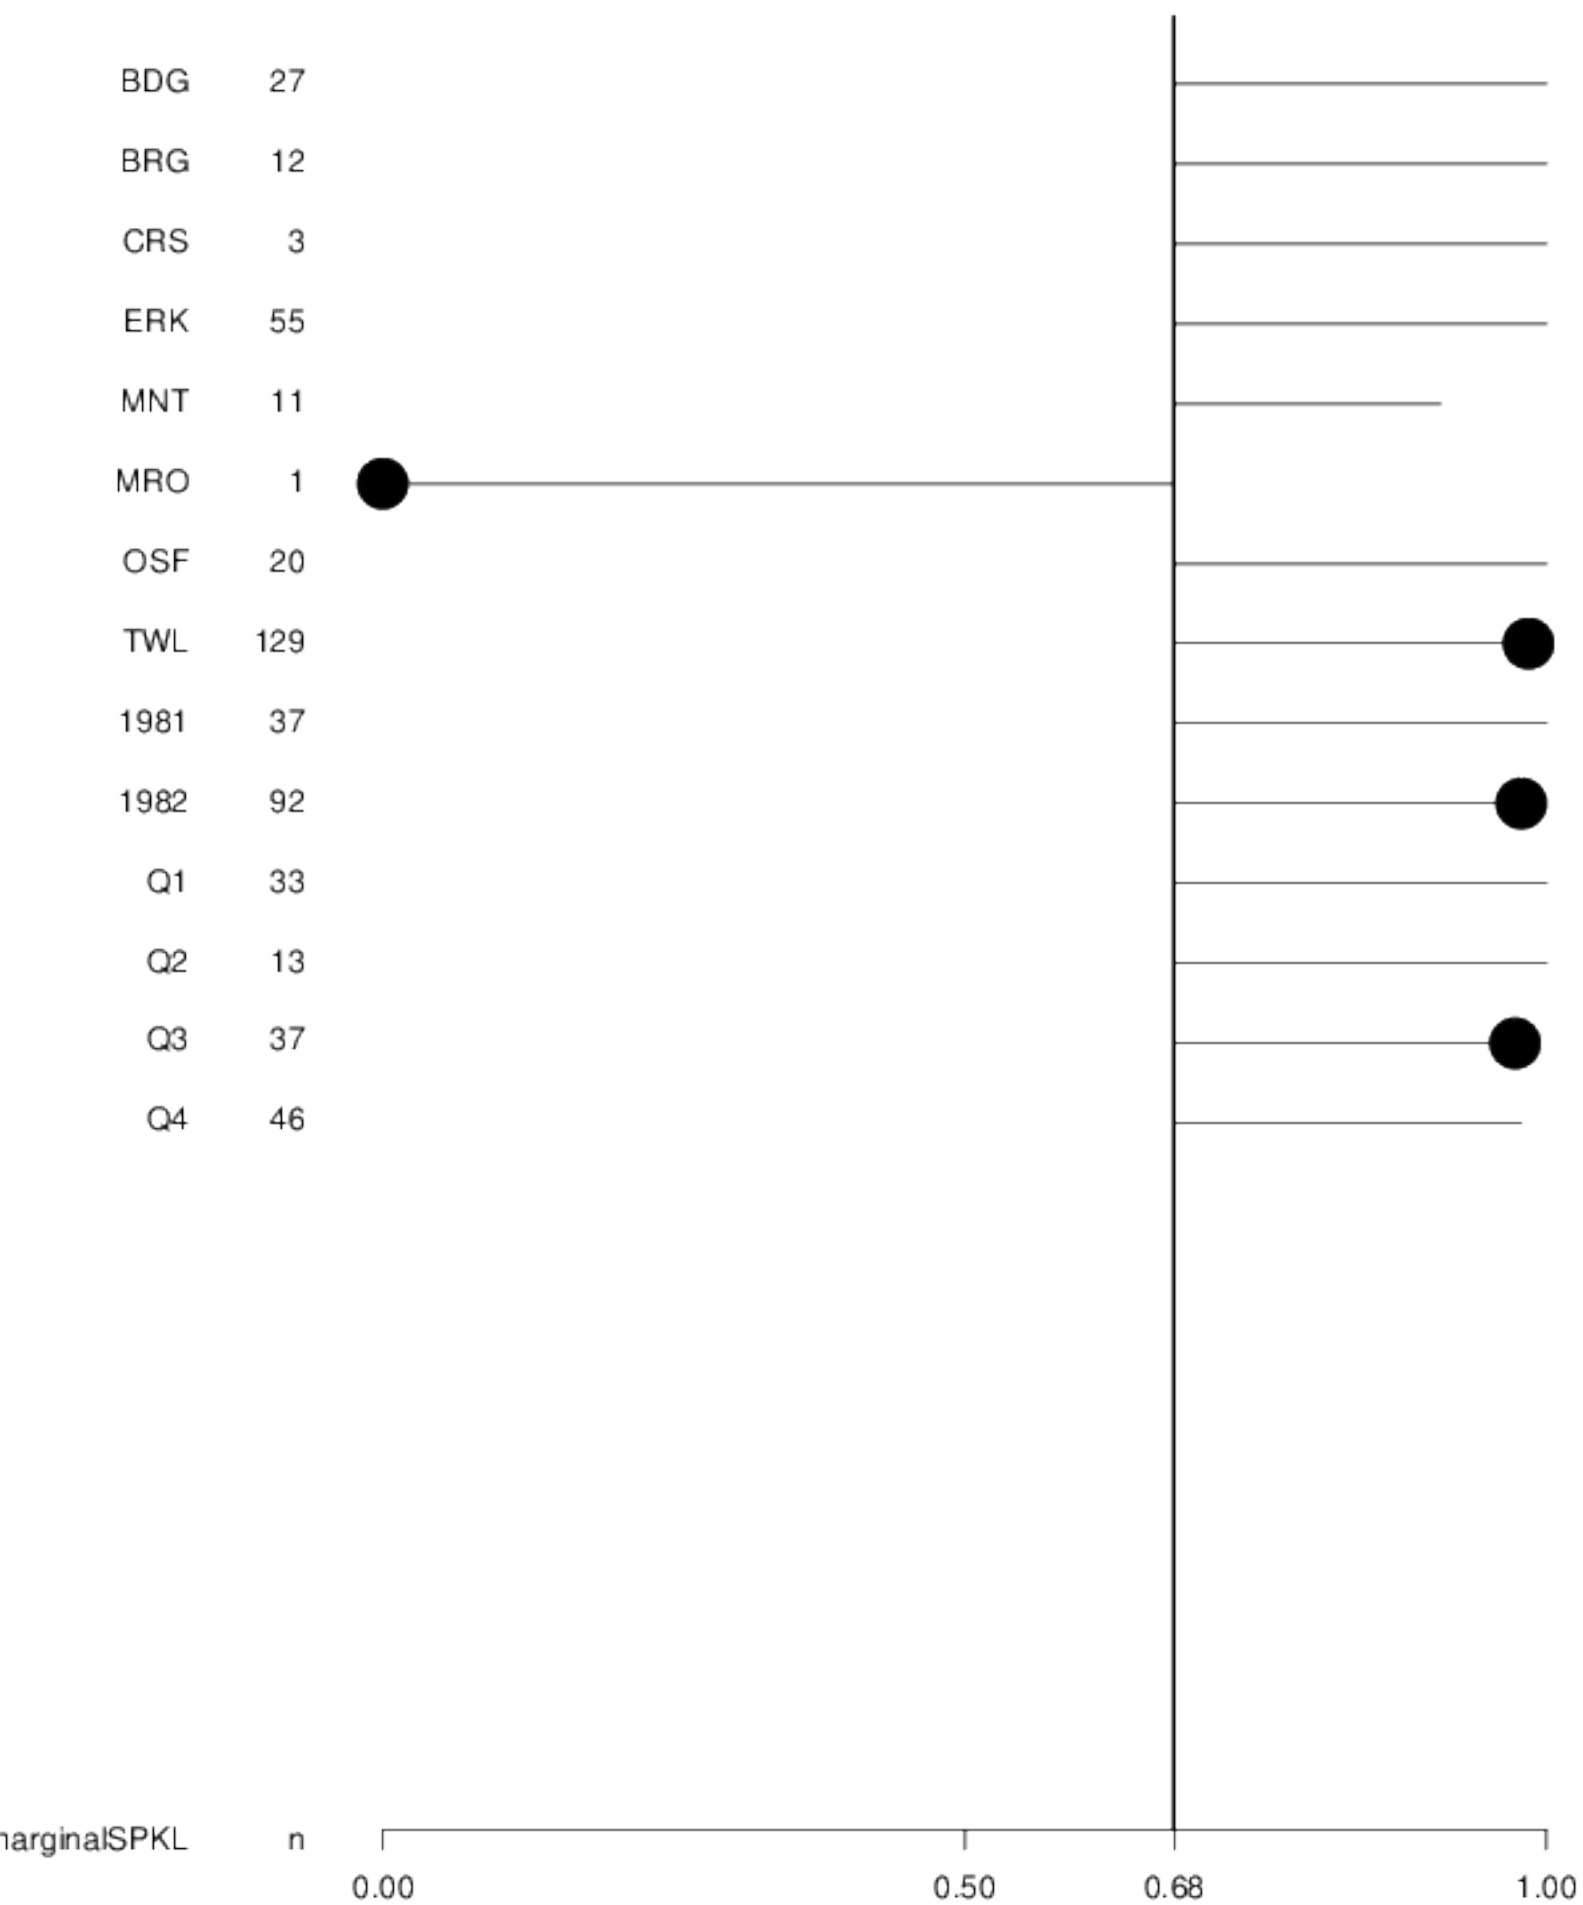 BDG 27
BRG 12
CRS 3
ERK 55
MNT 11
MRO 1
OSF 20
TWL 129
1981 37
1982 92
Q1 33
Q2 13
Q3 37
Q4 46
arginalSPKL n
0.00 0.50 0.68 1.00